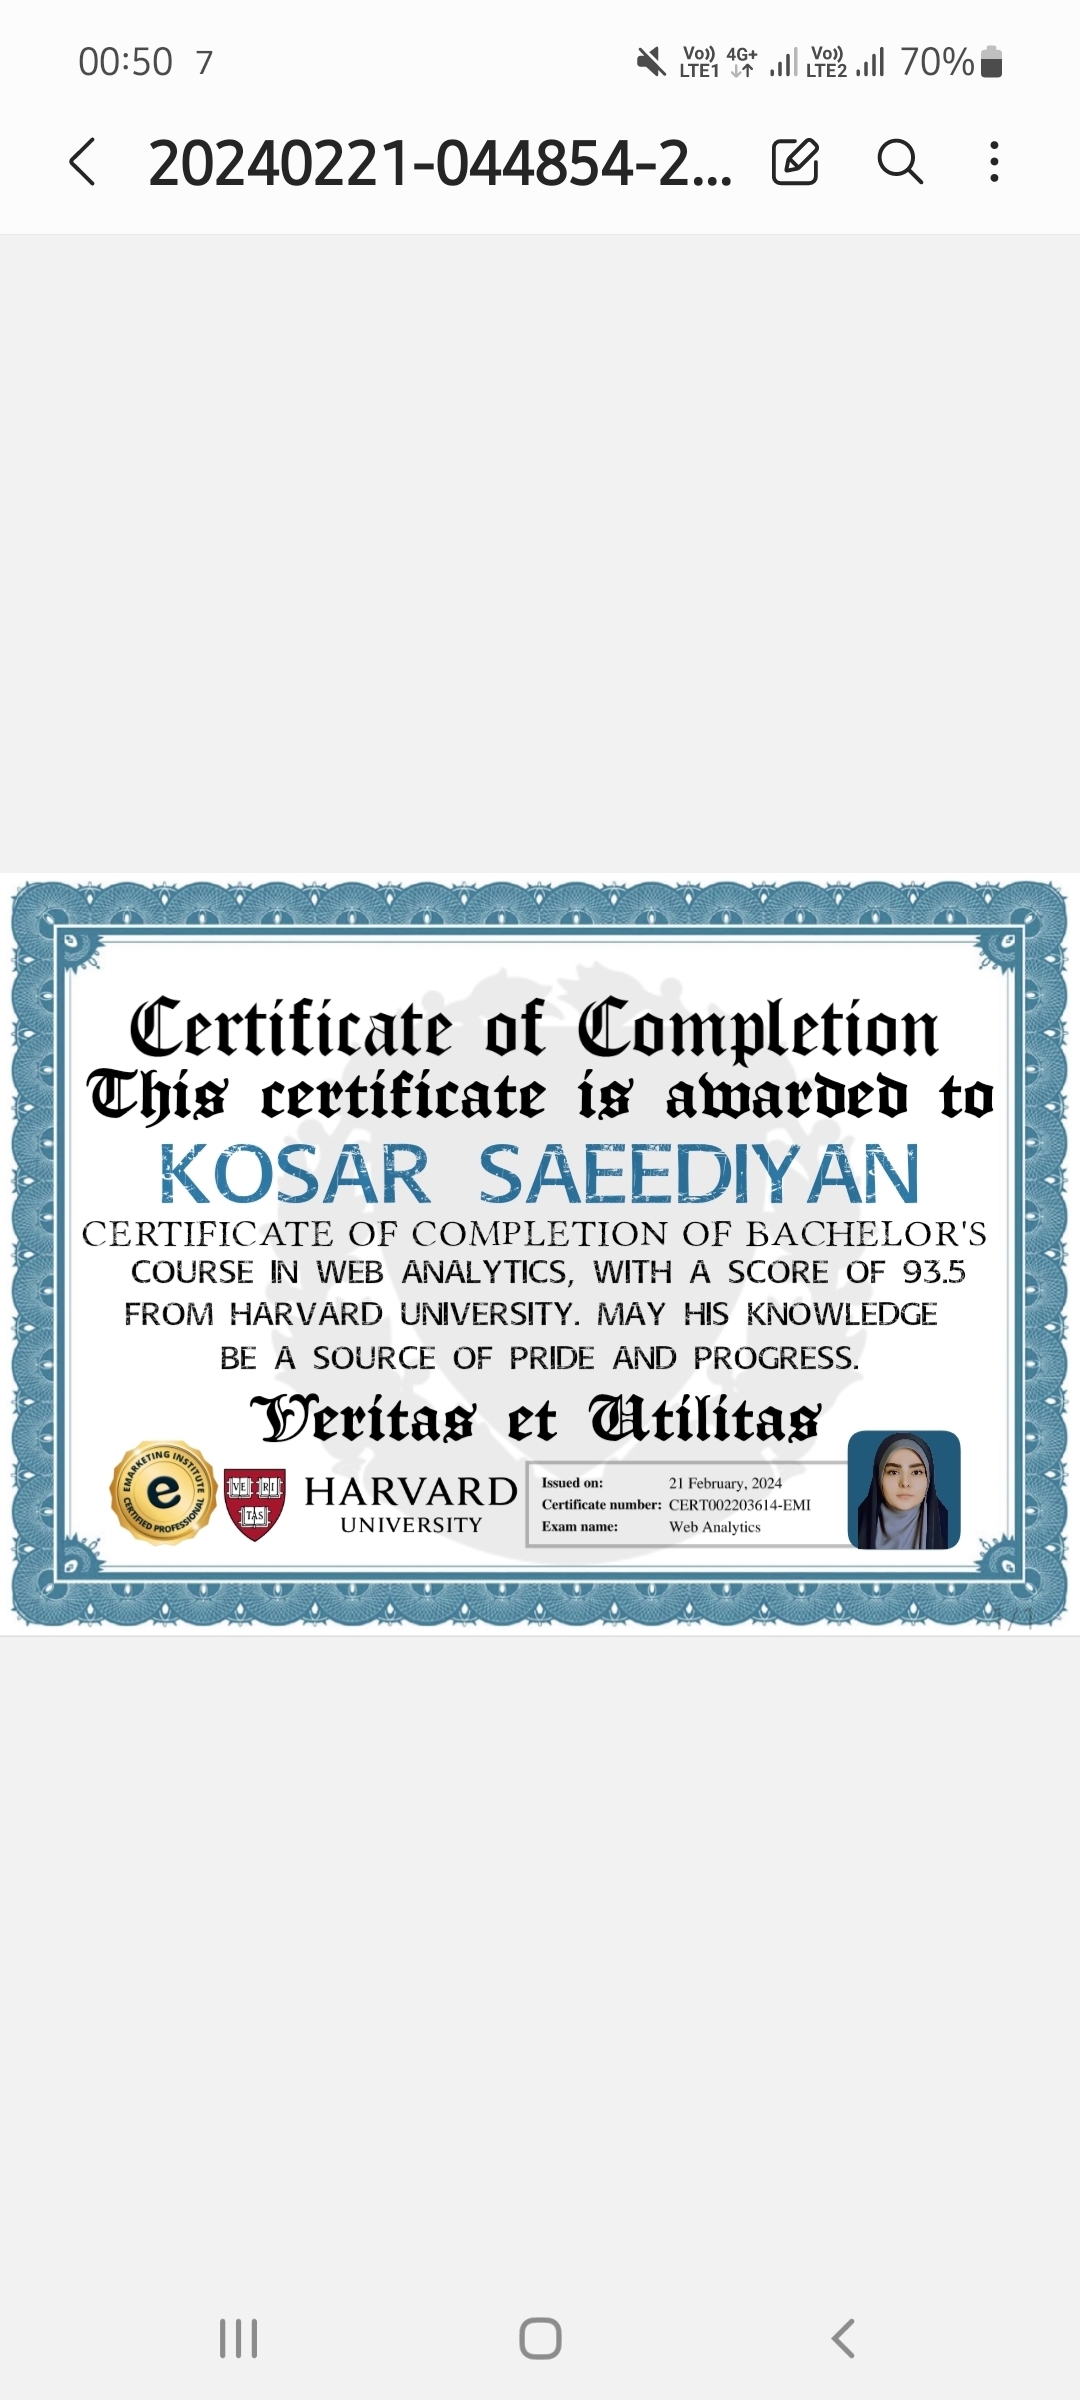 00:50 7 Vo)) LTE1 4G+ Vo)) LTE2 70%
20240221-044854-2...
Certificate of Completion
This certificate is awarded to
KOSAR SAEEDIYAN
CERTIFICATE OF COMPLETION OF BACHELOR'S
COURSE IN WEB ANALYTICS, WITH A SCORE OF 93.5
FROM HARVARD UNIVERSITY. MAY HIS KNOWLEDGE
BE A SOURCE OF PRIDE AND PROGRESS.
Veritas et Utilitas
EMARKETING INSTITUTE
e
CERTIFIED PROFESSIONAL
VE RI
TAS
HARVARD
UNIVERSITY
Issued on: 21 February, 2024
Certificate number: CERT002203614-EMI
Exam name: Web Analytics
1/1